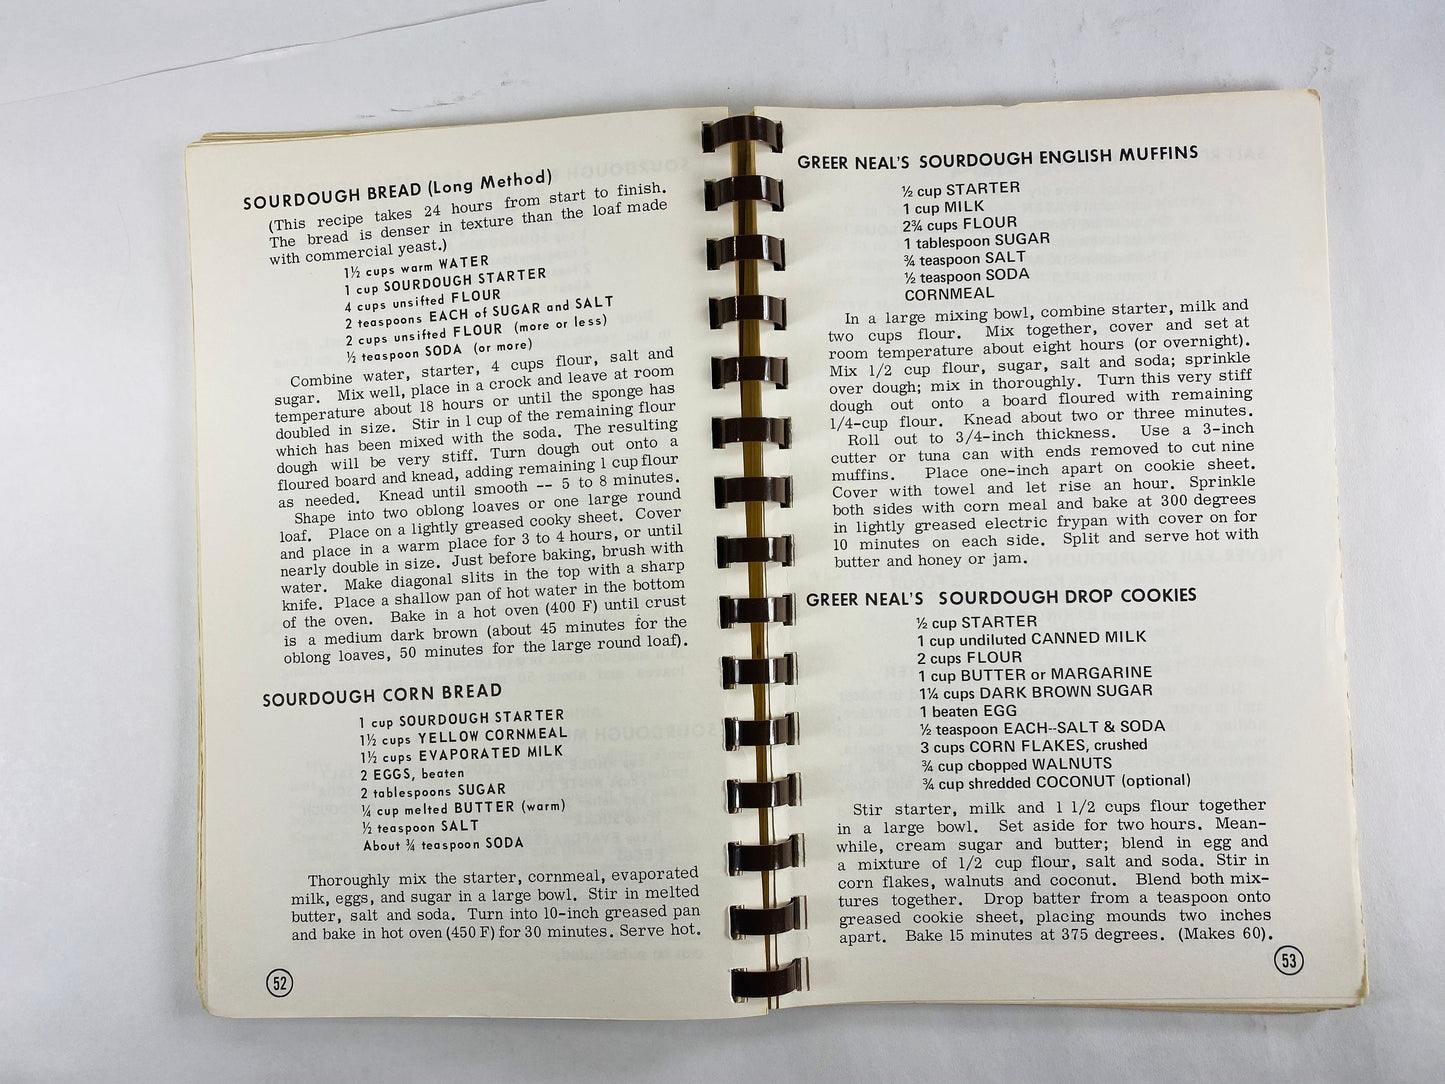 SOURDOUGH BREAD (Long Method)
(This recipe takes 24 hours from start to finish.
The bread is denser in texture than the loaf made
with commercial yeast.)
1½ cups warm WATER
1 cup SOURDOUGH STARTER
4 cups unsifted FLOUR
2 teaspoons EACH of SUGAR and SALT
2 cups unsifted FLOUR (more or less)
½ teaspoon SODA (or more)
Combine water, starter, 4 cups flour, salt and
sugar. Mix well, place in a crock and leave at room
temperature about 18 hours or until the sponge has
doubled in size. Stir in 1 cup of the remaining flour
which has been mixed with the soda. The resulting
dough will be very stiff. Turn dough out onto a
floured board and knead, adding remaining 1 cup flour
as needed. Knead until smooth -- 5 to 8 minutes.
Shape into two oblong loaves or one large round
loaf. Place on a lightly greased cooky sheet. Cover
and place in a warm place for 3 to 4 hours, or until
nearly double in size. Just before baking, brush with
water. Make diagonal slits in the top with a sharp
knife. Place a shallow pan of hot water in the bottom
of the oven. Bake in a hot oven (400 F) until crust
is a medium dark brown (about 45 minutes for the
oblong loaves, 50 minutes for the large round loaf).
SOURDOUGH CORN BREAD
1 cup SOURDOUGH STARTER
1½ cups YELLOW CORNMEAL
1½ cups EVAPORATED MILK
2 EGGS, beaten
2 tablespoons SUGAR
¼ cup melted BUTTER (warm)
½ teaspoon SALT
About ¾ teaspoon SODA
Thoroughly mix the starter, cornmeal, evaporated
milk, eggs, and sugar in a large bowl. Stir in melted
butter, salt and soda. Turn into 10-inch greased pan
and bake in hot oven (450 F) for 30 minutes. Serve hot.
52
GREER NEAL'S SOURDOUGH ENGLISH MUFFINS
½ cup STARTER
1 cup MILK
2¾ cups FLOUR
1 tablespoon SUGAR
¾ teaspoon SALT
½ teaspoon SODA
CORNMEAL
In a large mixing bowl, combine starter, milk and
two cups flour. Mix together, cover and set at
room temperature about eight hours (or overnight).
Mix 1/2 cup flour, sugar, salt and soda; sprinkle
over dough; mix in thoroughly. Turn this very stiff
dough out onto a board floured with remaining
1/4-cup flour. Knead about two or three minutes.
Roll out to 3/4-inch thickness. Use a 3-inch
cutter or tuna can with ends removed to cut nine
muffins. Place one-inch apart on cookie sheet.
Cover with towel and let rise an hour. Sprinkle
both sides with corn meal and bake at 300 degrees
in lightly greased electric frypan with cover on for
10 minutes on each side. Split and serve hot with
butter and honey or jam.
GREER NEAL'S SOURDOUGH DROP COOKIES
½ cup STARTER
1 cup undiluted CANNED MILK
2 cups FLOUR
1 cup BUTTER or MARGARINE
1¼ cups DARK BROWN SUGAR
1 beaten EGG
½ teaspoon EACH--SALT & SODA
3 cups CORN FLAKES, crushed
¾ cup chopped WALNUTS
¾ cup shredded COCONUT (optional)
Stir starter, milk and 1 1/2 cups flour together
in a large bowl. Set aside for two hours. Mean-
while, cream sugar and butter; blend in egg and
a mixture of 1/2 cup flour, salt and soda. Stir in
corn flakes, walnuts and coconut. Blend both mix-
tures together. Drop batter from a teaspoon onto
greased cookie sheet, placing mounds two inches
apart. Bake 15 minutes at 375 degrees. (Makes 60).
53